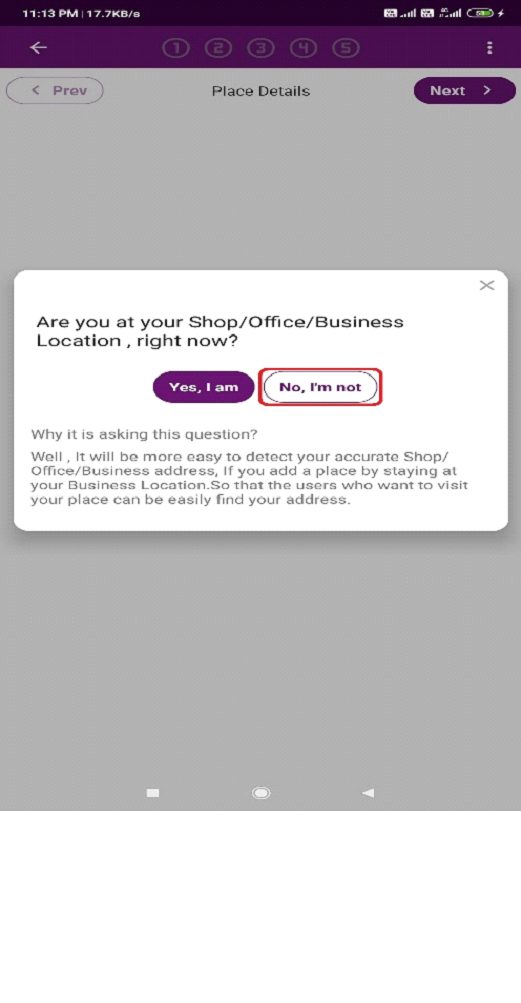 11:13 PM | 17.7KB/s
1 2 3 4 5
Prev Place Details Next
Are you at your Shop/Office/Business
Location , right now?
Yes, I am No, I'm not
Why it is asking this question?
Well , It will be more easy to detect your accurate Shop/
Office/Business address, If you add a place by staying at
your Business Location.So that the users who want to visit
your place can be easily find your address.